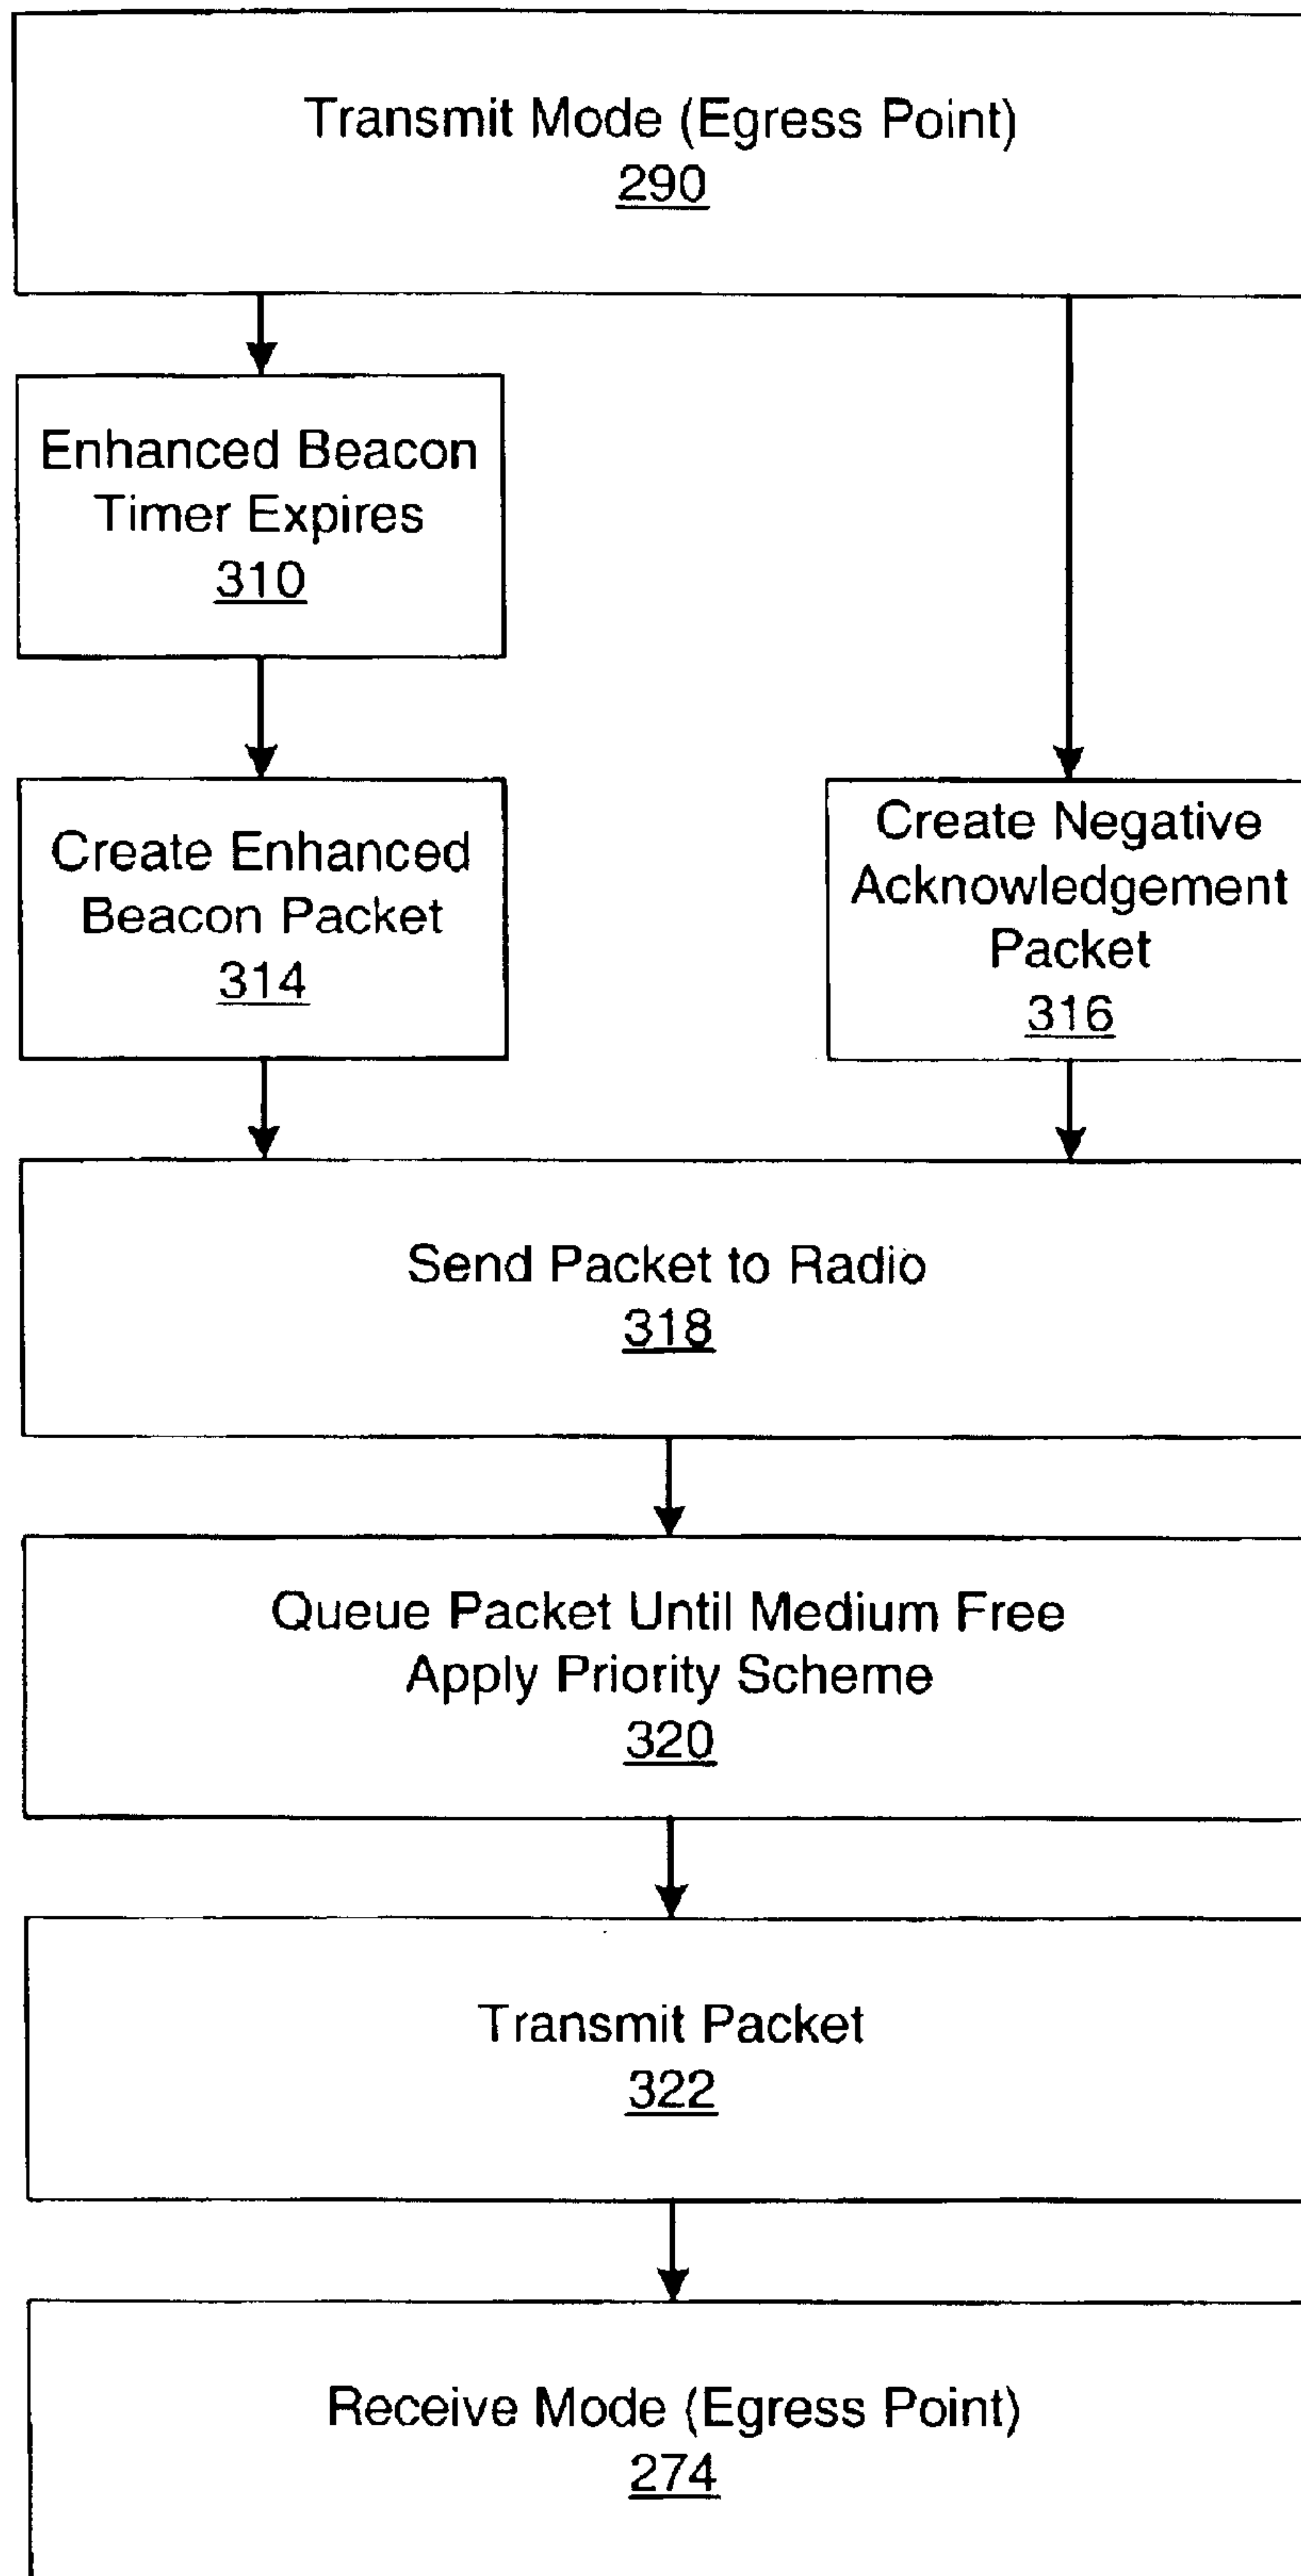 Transmit Mode (Egress Point)
290
Enhanced Beacon
Timer Expires
310
Create Enhanced
Beacon Packet
314
Create Negative
Acknowledgement
Packet
316
Send Packet to Radio
318
Queue Packet Until Medium Free
Apply Priority Scheme
320
Transmit Packet
322
Receive Mode (Egress Point)
274